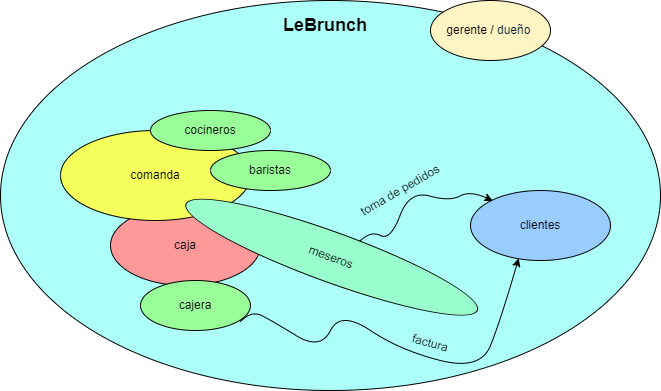 LeBrunch
gerente / dueño
cocineros
baristas
comanda
toma de pedidos
clientes
caja
meseros
cajera
factura